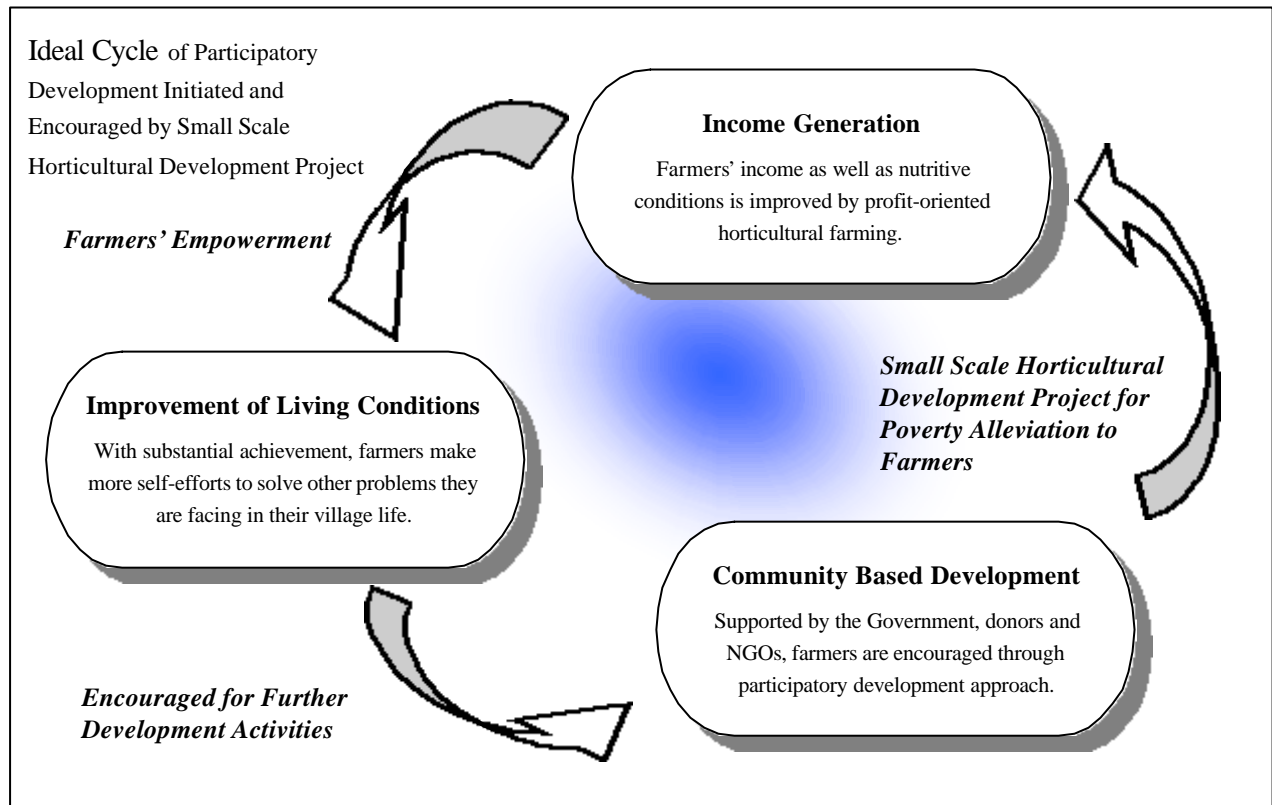 Ideal Cycle of Participatory
Development Initiated and
Encouraged by Small Scale
Horticultural Development Project
Income Generation
Farmers’ income as well as nutritive
conditions is improved by profit-oriented
horticultural farming.
Farmers’ Empowerment
Small Scale Horticultural
Development Project for
Poverty Alleviation to
Farmers
Improvement of Living Conditions
With substantial achievement, farmers make
more self-efforts to solve other problems they
are facing in their village life.
Community Based Development
Supported by the Government, donors and
NGOs, farmers are encouraged through
participatory development approach.
Encouraged for Further
Development Activities